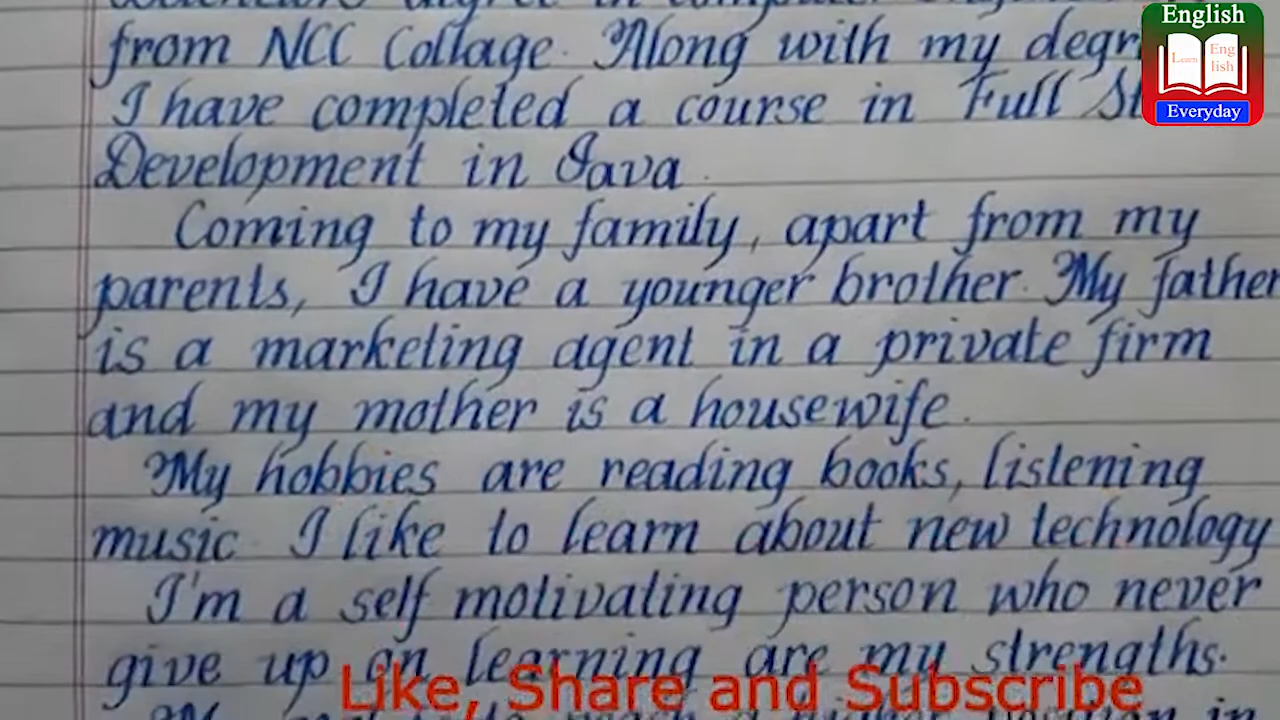 from NCC Collage. Along with my degr
I have completed a course in Full St
Development in Java.
Coming to my family, apart from my
parents, I have a younger brother. My father
is a marketing agent in a private firm
and my mother is a housewife.
My hobbies are reading books, listening
music. I like to learn about new technology
I'm a self motivating person who never
give up on learning are my strengths.
Like, Share and Subscribe
English
Learn English
Everyday